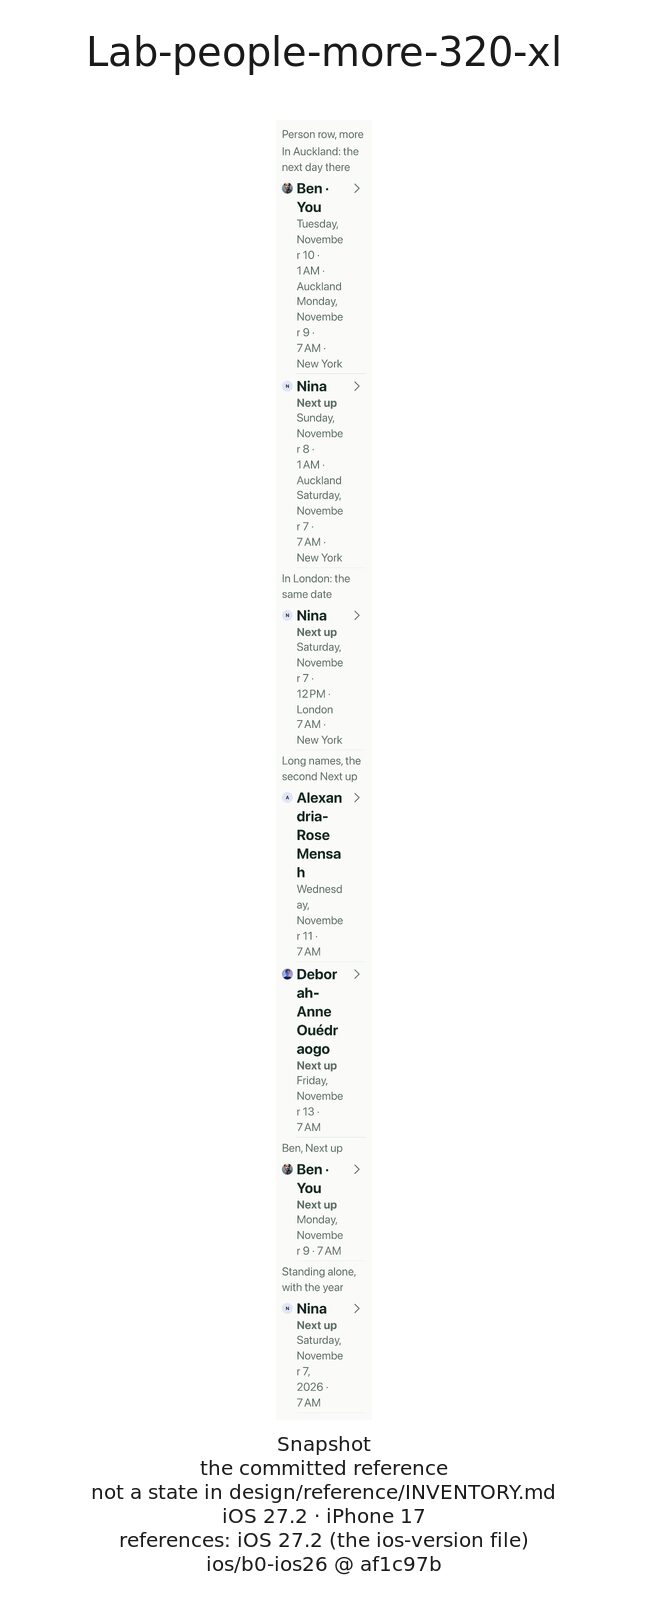 Lab-people-more-320-xl
Person row, more
In Auckland: the
next day there
Ben ·
You
Tuesday,
Novembe
r 10 ·
1 AM ·
Auckland
Monday,
Novembe
r 9 ·
7 AM ·
New York
N
Nina
Next up
Sunday,
Novembe
r 8 ·
1 AM ·
Auckland
Saturday,
Novembe
r 7 ·
7 AM ·
New York
In London: the
same date
N
Nina
Next up
Saturday,
Novembe
r 7 ·
12 PM ·
London
7 AM ·
New York
Long names, the
second Next up
A
Alexan
dria-
Rose
Mensa
h
Wednesd
ay,
Novembe
r 11 ·
7 AM
Debor
ah-
Anne
Ouédr
aogo
Next up
Friday,
Novembe
r 13 ·
7 AM
Ben, Next up
Ben ·
You
Next up
Monday,
Novembe
r 9 · 7 AM
Standing alone,
with the year
N
Nina
Next up
Saturday,
Novembe
r 7,
2026 ·
7 AM
Snapshot
the committed reference
not a state in design/reference/INVENTORY.md
iOS 27.2 · iPhone 17
references: iOS 27.2 (the ios-version file)
ios/b0-ios26 @ af1c97b